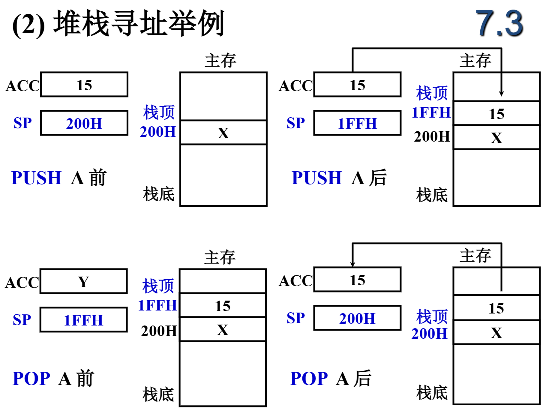 (2) 堆栈寻址举例
7.3
主存
ACC 15
SP 200H
栈顶
200H X
PUSH A 前
栈底
主存
ACC 15
栈顶
1FFH 15
SP 1FFH
200H X
PUSH A 后
栈底
主存
ACC Y
栈顶
1FFH 15
SP 1FFH
200H X
POP A 前
栈底
主存
ACC 15
15
SP 200H
栈顶
200H X
POP A 后
栈底